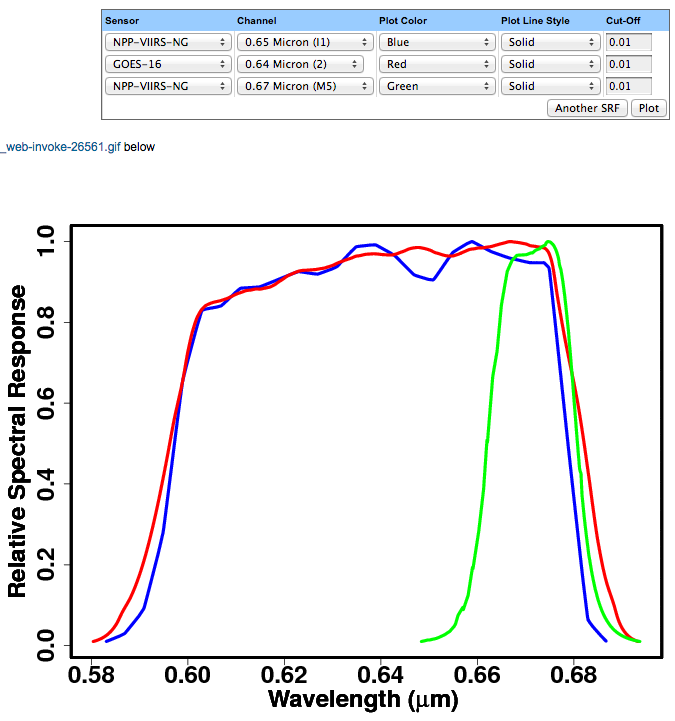 Sensor Channel Plot Color Plot Line Style Cut-Off
NPP-VIIRS-NG 0.65 Micron (I1) Blue Solid 0.01
GOES-16 0.64 Micron (2) Red Solid 0.01
NPP-VIIRS-NG 0.67 Micron (M5) Green Solid 0.01
Another SRF Plot
_web-invoke-26561.gif below
1.0
0.8
0.6
0.4
0.2
0.0
Relative Spectral Response
0.58 0.60 0.62 0.64 0.66 0.68
Wavelength (μm)